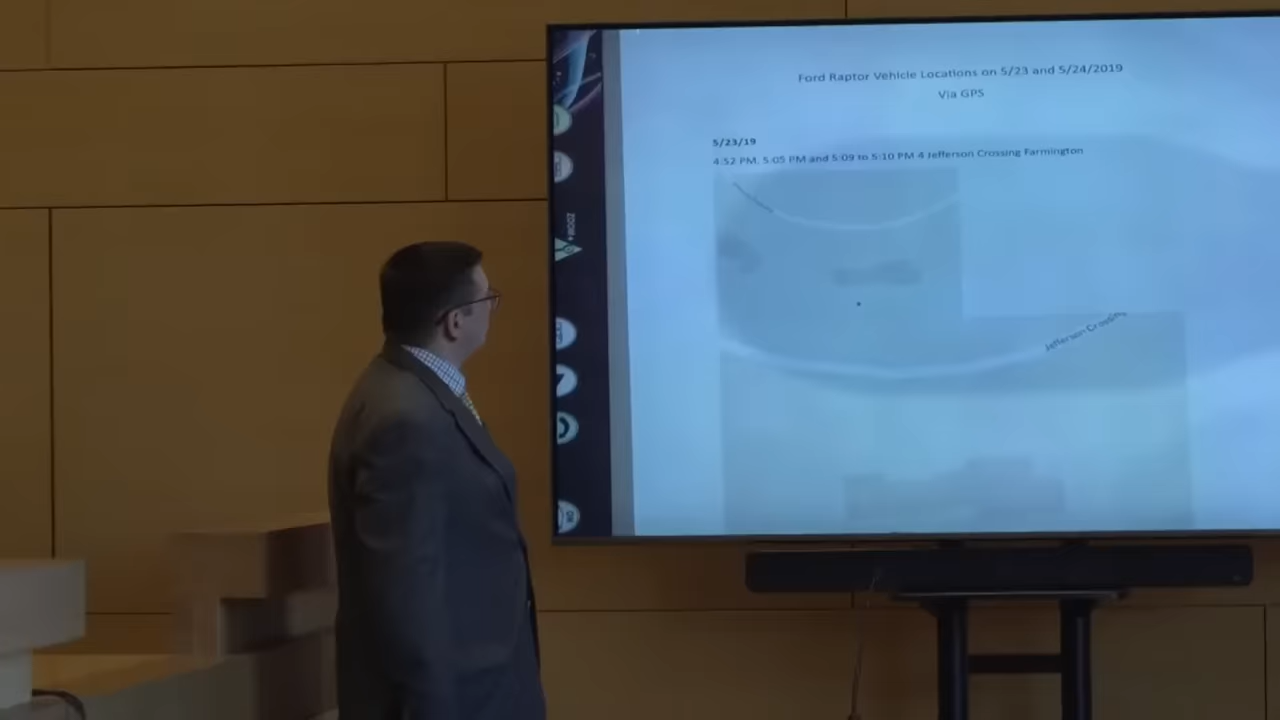 Ford Raptor Vehicle Locations on 5/23 and 5/24/2019
Via GPS
5/23/19
4:52 PM, 5:05 PM and 5:09 to 5:10 PM 4 Jefferson Crossing Farmington
Jefferson Crossing
ZOOM+